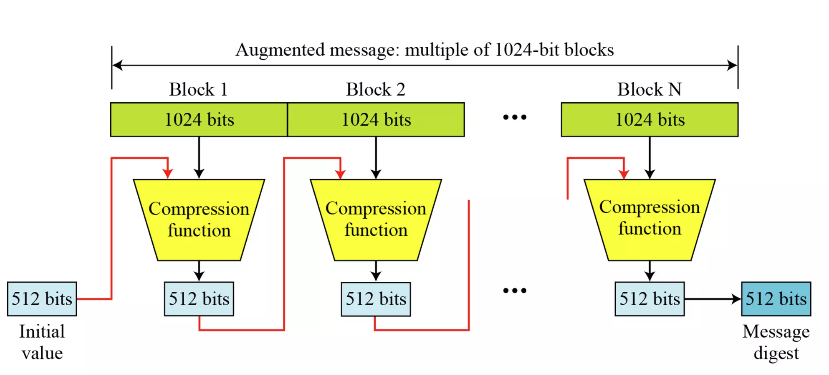 Augmented message: multiple of 1024-bit blocks
Block 1
Block 2
Block N
1024 bits
1024 bits
•••
1024 bits
Compression
function
Compression
function
Compression
function
512 bits
512 bits
512 bits
•••
512 bits
512 bits
Initial
value
Message
digest